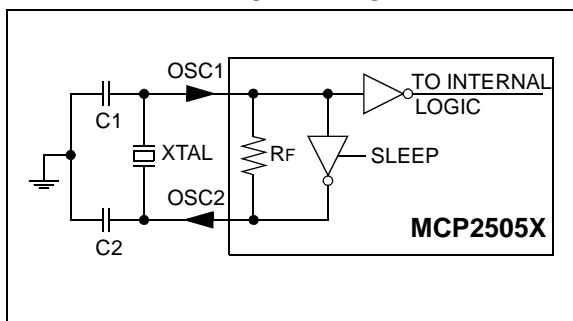 OSC1
TO INTERNAL
LOGIC
C1
XTAL
RF
SLEEP
OSC2
MCP2505X
C2